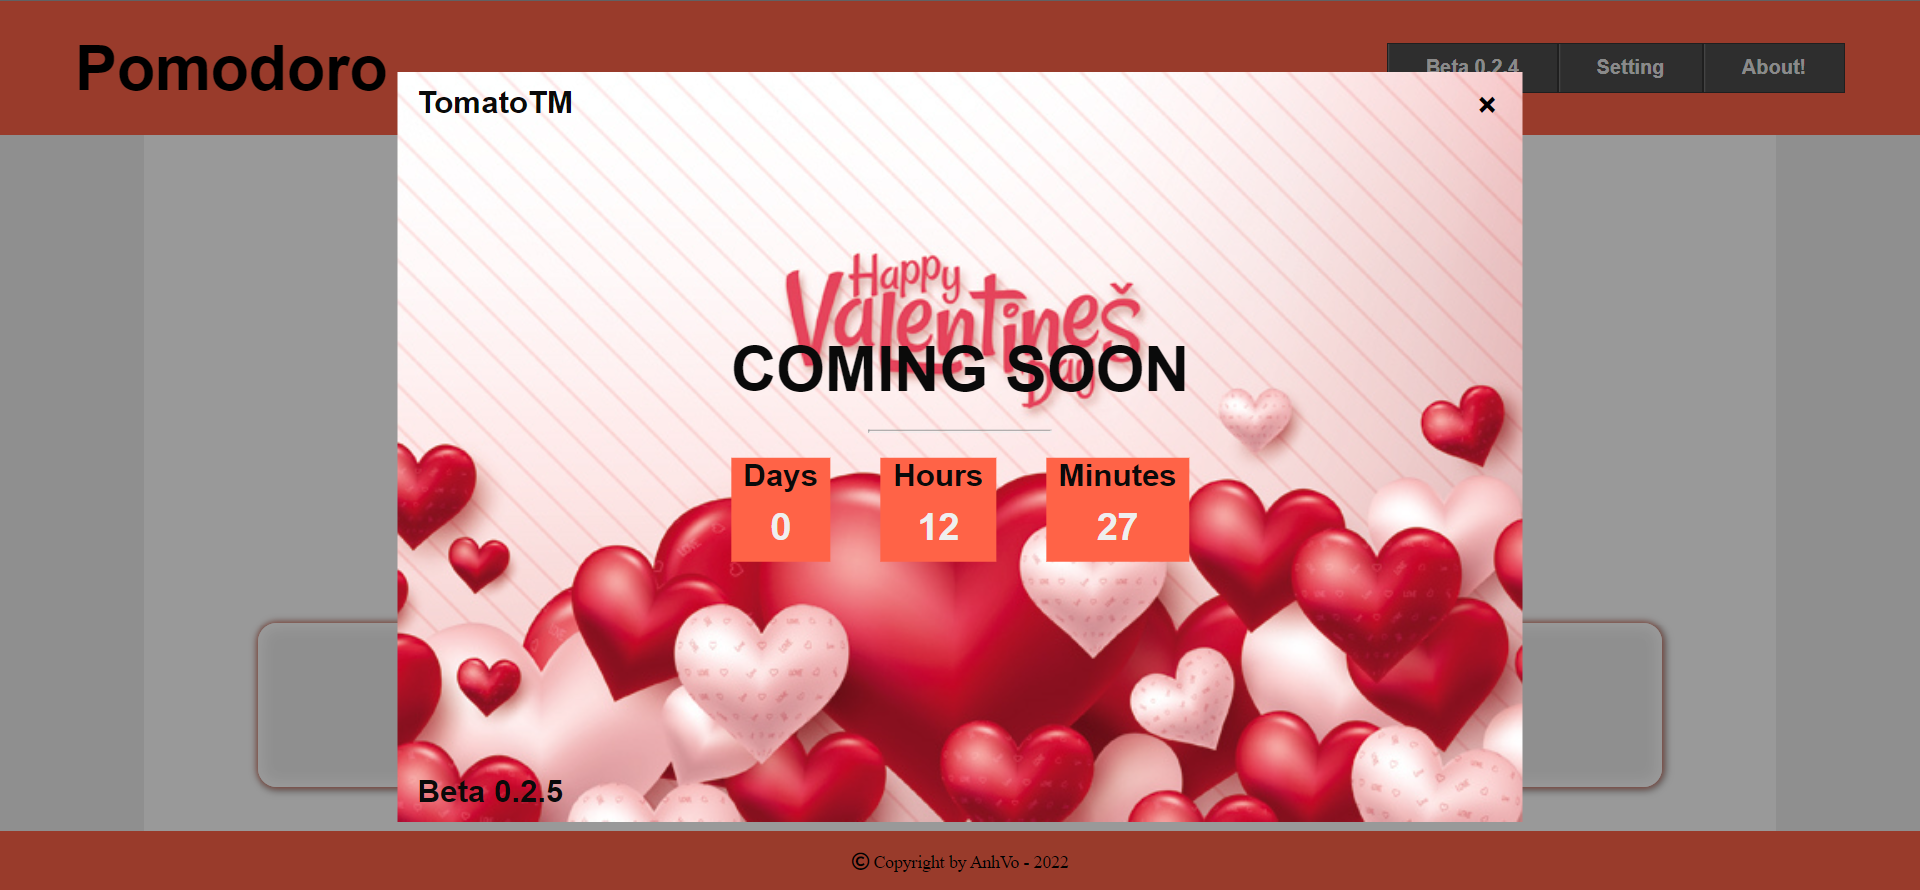 Pomodoro
Beta 0.2.4
Setting
About!
TomatoTM
×
Happy
Valentineš
Day
COMING SOON
Days
Hours
Minutes
0
12
27
Beta 0.2.5
© Copyright by AnhVo - 2022